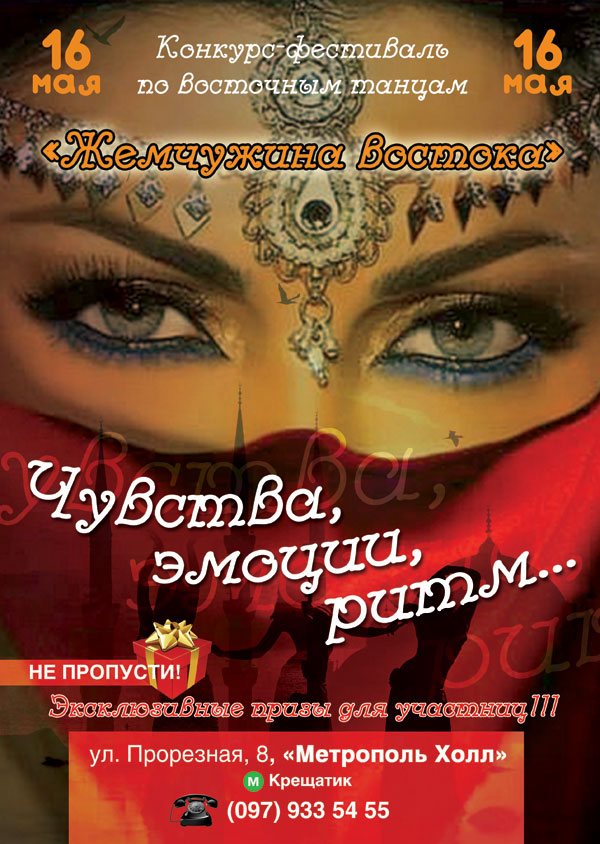 16
мая
Конкурс-фестиваль
по восточным танцам
16
мая
«Жемчужина востока»
Чувства,
эмоции,
ритм...
НЕ ПРОПУСТИ!
Эксклюзивные призы для участниц!!!
ул. Прорезная, 8, «Метрополь Холл»
М Крещатик
(097) 933 54 55